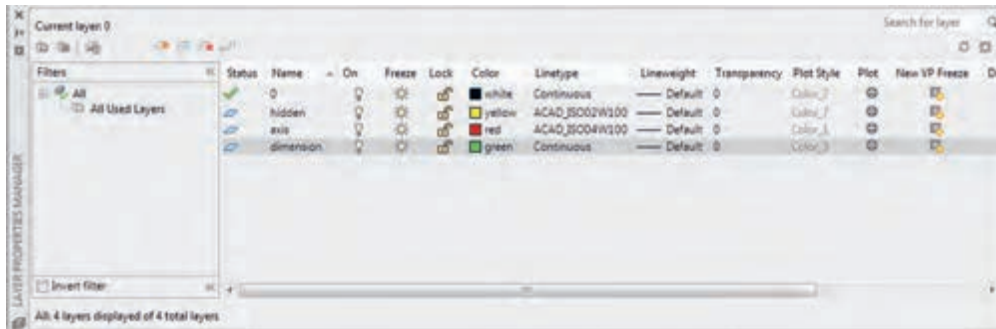 Current layer: 0
Search for layer
Filters
All
All Used Layers
Invert filter
Status Name On Freeze Lock Color Linetype Lineweight Transparency Plot Style Plot New VP Freeze D
0 white Continuous Default 0 Color_7
hidden yellow ACAD_ISO02W100 Default 0
axis red ACAD_ISO04W100 Default 0 Color_1
dimension green Continuous Default 0 Color_3
All: 4 layers displayed of 4 total layers
LAYER PROPERTIES MANAGER